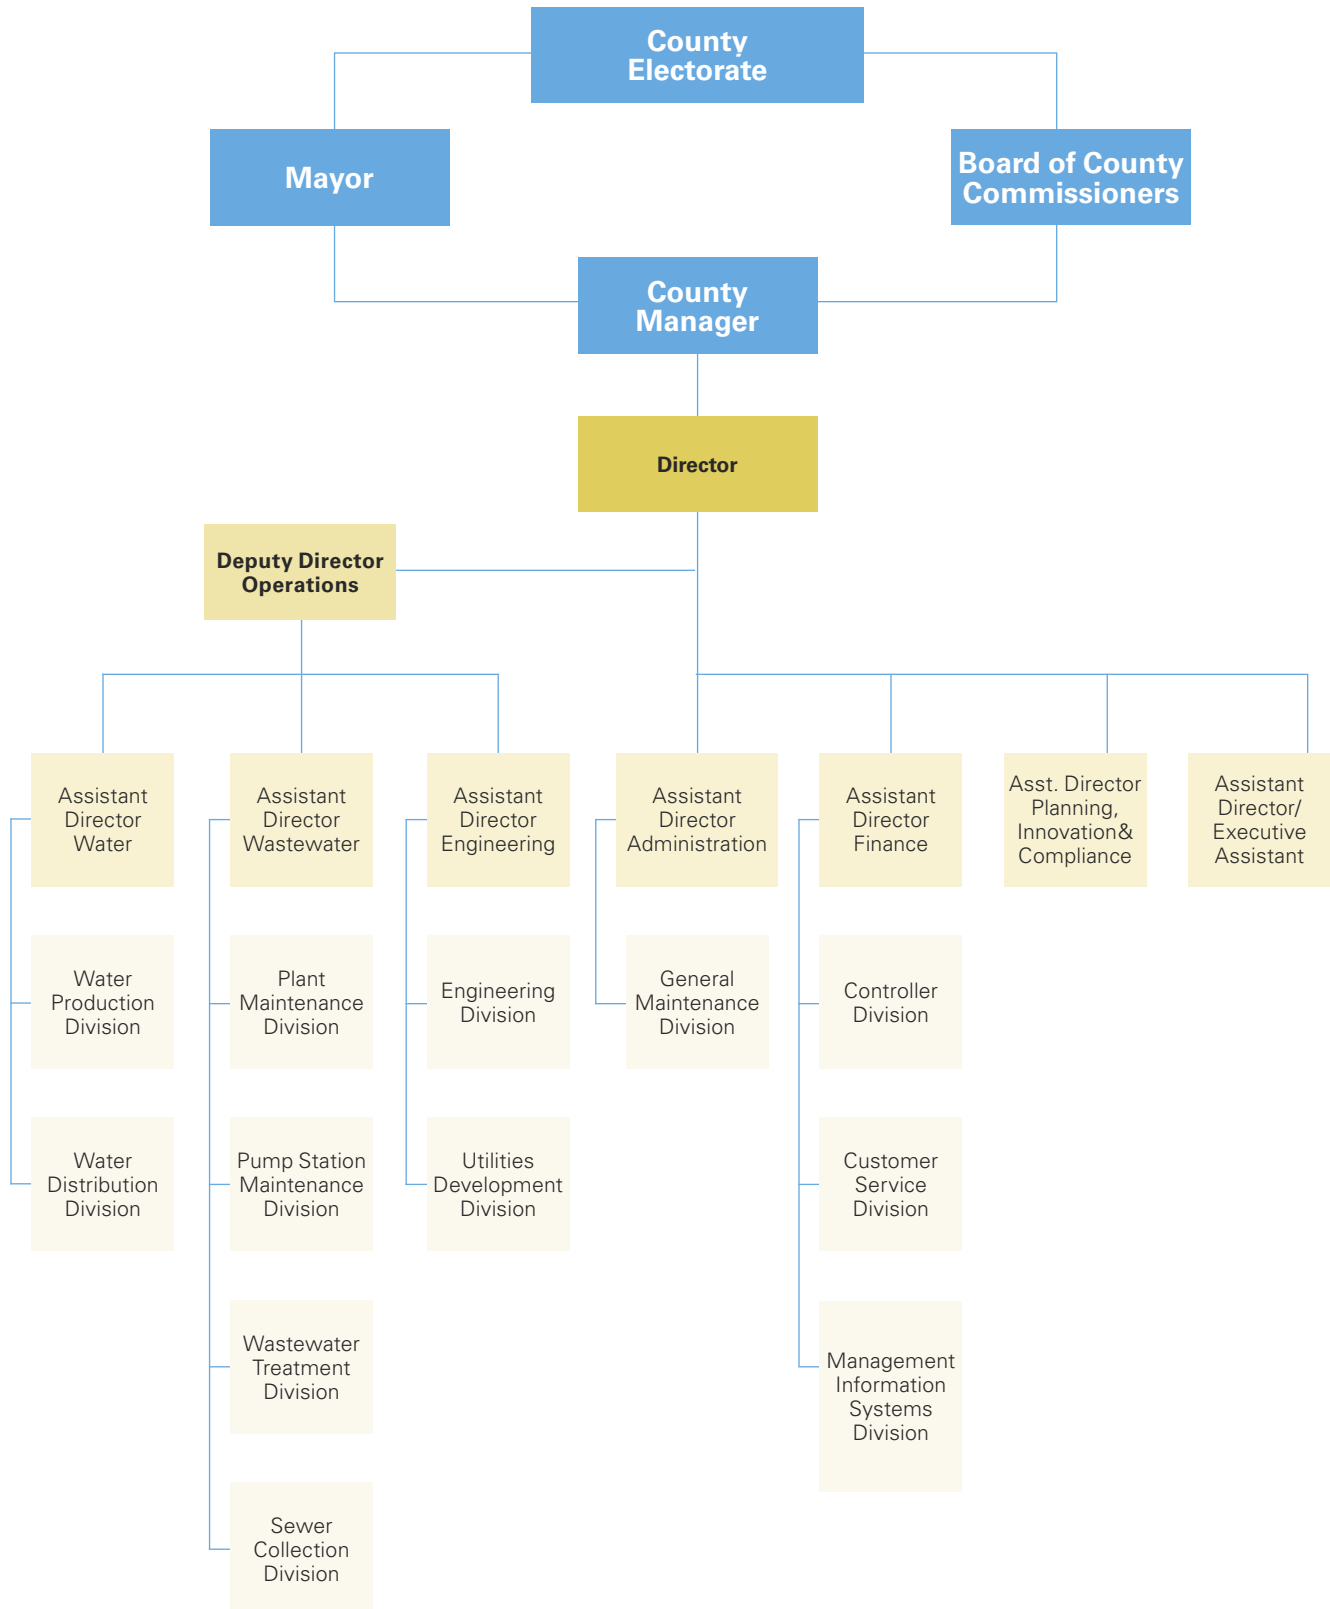 County
Electorate
Mayor
Board of County
Commissioners
County
Manager
Director
Deputy Director
Operations
Assistant
Director
Water
Assistant
Director
Wastewater
Assistant
Director
Engineering
Assistant
Director
Administration
Assistant
Director
Finance
Asst. Director
Planning,
Innovation&
Compliance
Assistant
Director/
Executive
Assistant
Water
Production
Division
Plant
Maintenance
Division
Engineering
Division
General
Maintenance
Division
Controller
Division
Water
Distribution
Division
Pump Station
Maintenance
Division
Utilities
Development
Division
Customer
Service
Division
Wastewater
Treatment
Division
Management
Information
Systems
Division
Sewer
Collection
Division